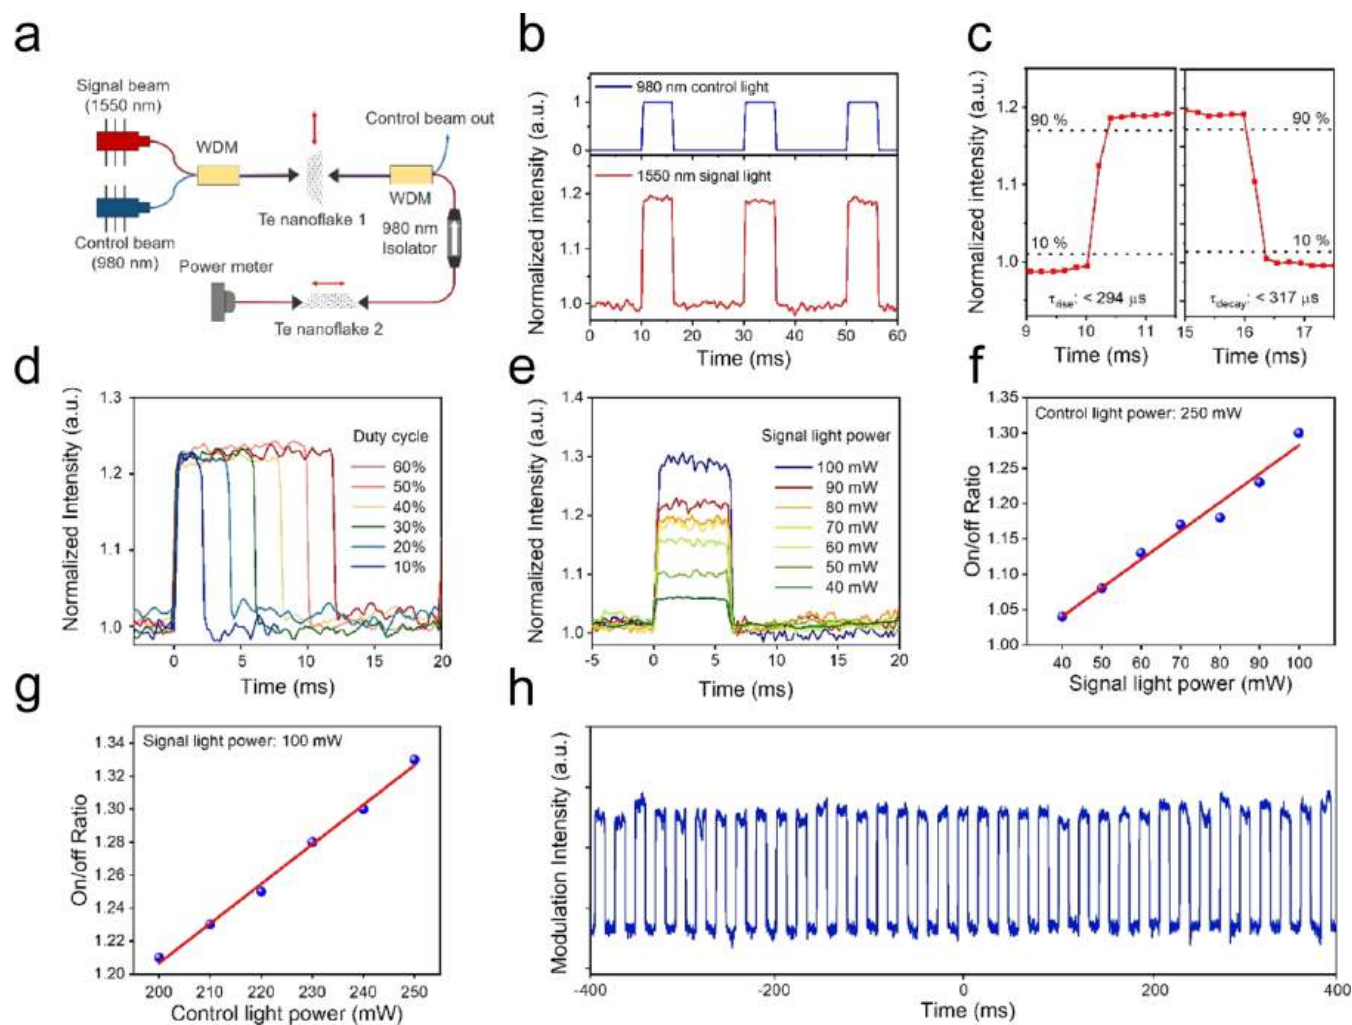 a
Signal beam
(1550 nm)
WDM
Control beam out
Te nanoflake 1
WDM
Control beam
(980 nm)
980 nm
Isolator
Power meter
Te nanoflake 2
b
Normalized intensity (a.u.)
980 nm control light
1
0
1550 nm signal light
1.2
1.1
1.0
0 10 20 30 40 50 60
Time (ms)
c
Normalized intensity (a.u.)
1.2
1.1
1.0
90 %
90 %
10 %
10 %
τrise: < 294 μs
τdecay: < 317 μs
9 10 11 15 16 17
Time (ms)
Time (ms)
d
Normalized Intensity (a.u.)
1.3
1.2
1.1
1.0
Duty cycle
60%
50%
40%
30%
20%
10%
0 5 10 15 20
Time (ms)
e
Normalized Intensity (a.u.)
1.4
1.3
1.2
1.1
1.0
Signal light power
100 mW
90 mW
80 mW
70 mW
60 mW
50 mW
40 mW
-5 0 5 10 15 20
Time (ms)
f
On/off Ratio
1.35
1.30
1.25
1.20
1.15
1.10
1.05
1.00
Control light power: 250 mW
40 50 60 70 80 90 100
Signal light power (mW)
g
On/off Ratio
1.34
1.32
1.30
1.28
1.26
1.24
1.22
1.20
Signal light power: 100 mW
200 210 220 230 240 250
Control light power (mW)
h
Modulation Intensity (a.u.)
-400 -200 0 200 400
Time (ms)